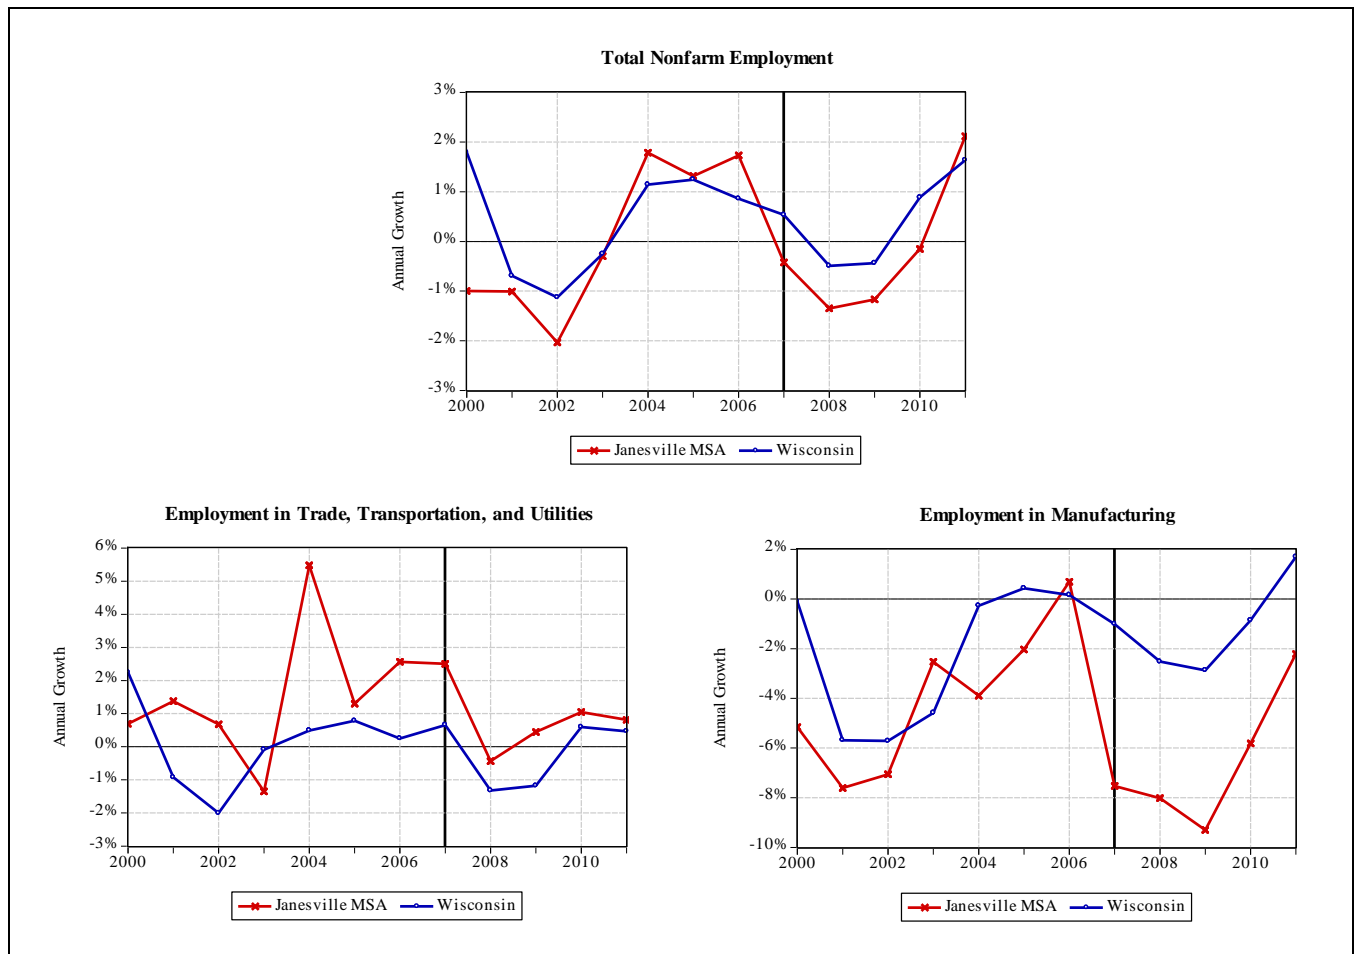 Total Nonfarm Employment
3%
2%
1%
0%
-1%
-2%
-3%
Annual Growth
2000 2002 2004 2006 2008 2010
Janesville MSA Wisconsin
Employment in Trade, Transportation, and Utilities
6%
5%
4%
3%
2%
1%
0%
-1%
-2%
-3%
Annual Growth
2000 2002 2004 2006 2008 2010
Janesville MSA Wisconsin
Employment in Manufacturing
2%
0%
-2%
-4%
-6%
-8%
-10%
Annual Growth
2000 2002 2004 2006 2008 2010
Janesville MSA Wisconsin